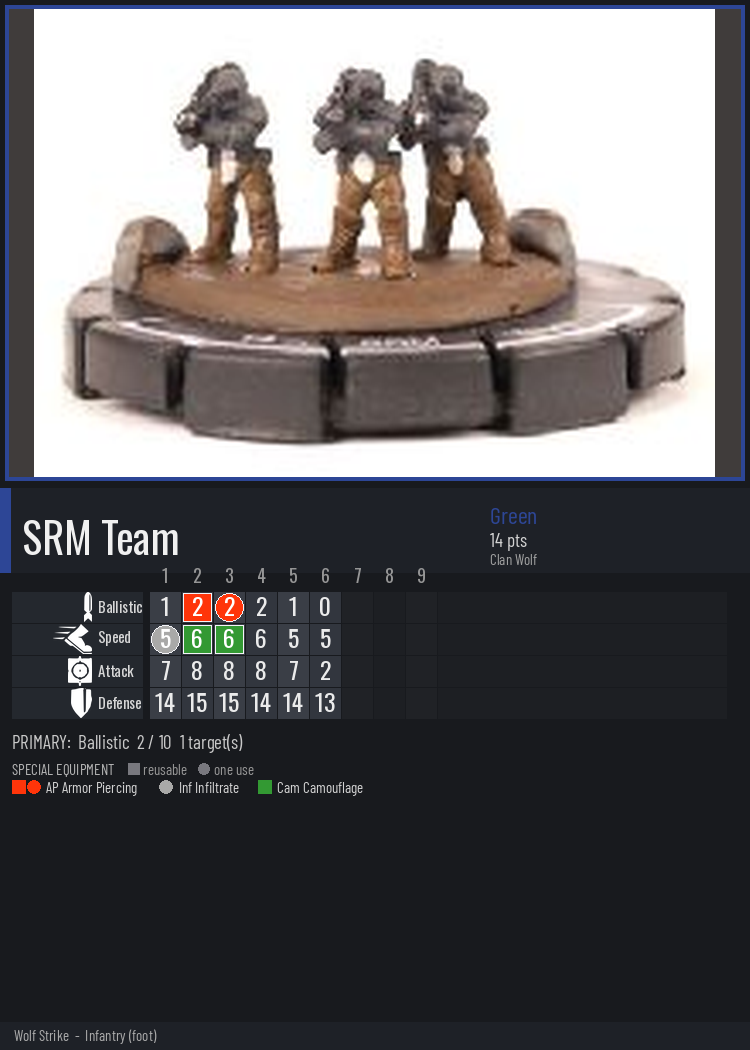 SRM Team
Green
14 pts
Clan Wolf
1 2 3 4 5 6 7 8 9
Ballistic 1 2 2 2 1 0
Speed 5 6 6 6 5 5
Attack 7 8 8 8 7 2
Defense 14 15 15 14 14 13
PRIMARY: Ballistic 2 / 10 1 target(s)
SPECIAL EQUIPMENT reusable one use
AP Armor Piercing Inf Infiltrate Cam Camouflage
Wolf Strike - Infantry (foot)